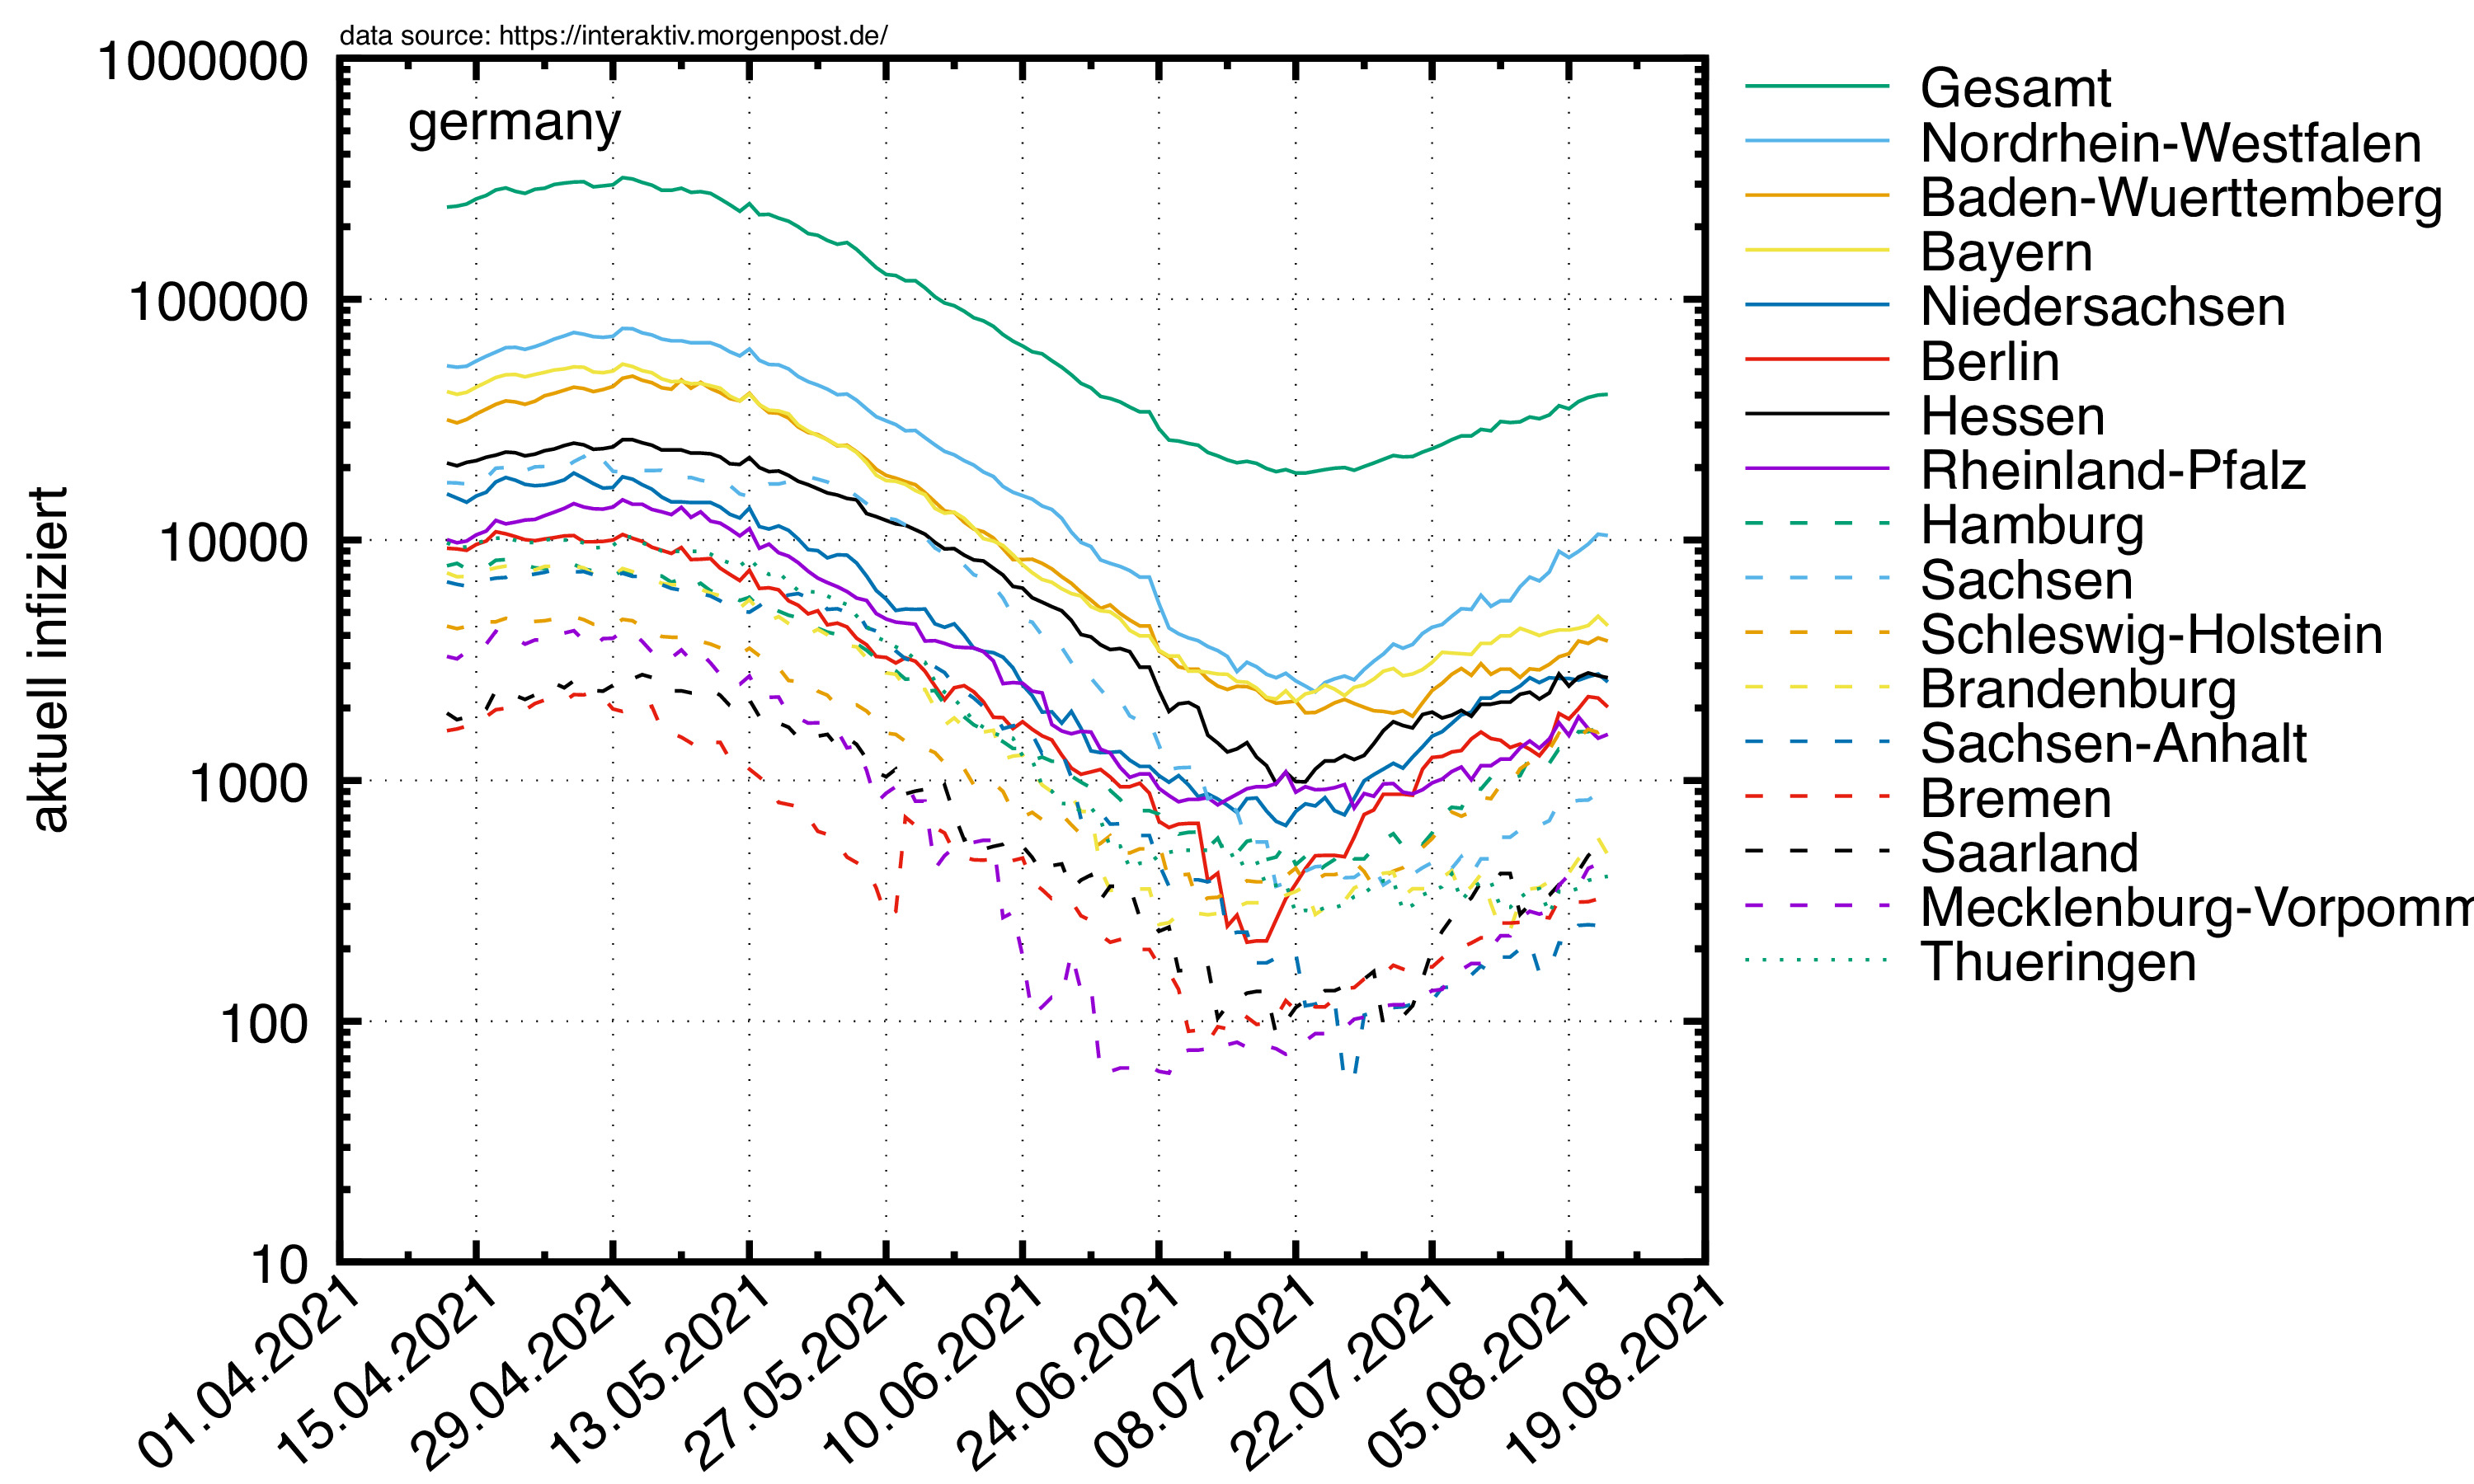 data source: https://interaktiv.morgenpost.de/
germany
aktuell infiziert
1000000
100000
10000
1000
100
10
01.04.2021
15.04.2021
29.04.2021
13.05.2021
27.05.2021
10.06.2021
24.06.2021
08.07.2021
22.07.2021
05.08.2021
19.08.2021
Gesamt
Nordrhein-Westfalen
Baden-Wuerttemberg
Bayern
Niedersachsen
Berlin
Hessen
Rheinland-Pfalz
Hamburg
Sachsen
Schleswig-Holstein
Brandenburg
Sachsen-Anhalt
Bremen
Saarland
Mecklenburg-Vorpomm
Thueringen